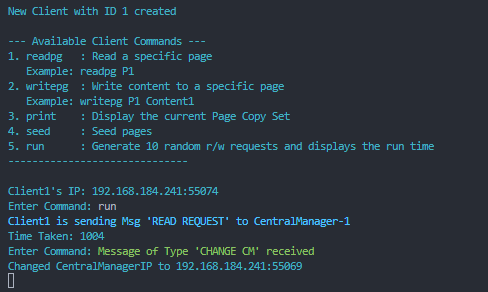 New Client with ID 1 created
--- Available Client Commands ---
1. readpg   : Read a specific page
   Example: readpg P1
2. writepg  : Write content to a specific page
   Example: writepg P1 Content1
3. print    : Display the current Page Copy Set
4. seed     : Seed pages
5. run      : Generate 10 random r/w requests and displays the run time
------------------------------
Client1's IP: 192.168.184.241:55074
Enter Command: run
Client1 is sending Msg 'READ REQUEST' to CentralManager-1
Time Taken: 1004
Enter Command: Message of Type 'CHANGE CM' received
Changed CentralManagerIP to 192.168.184.241:55069